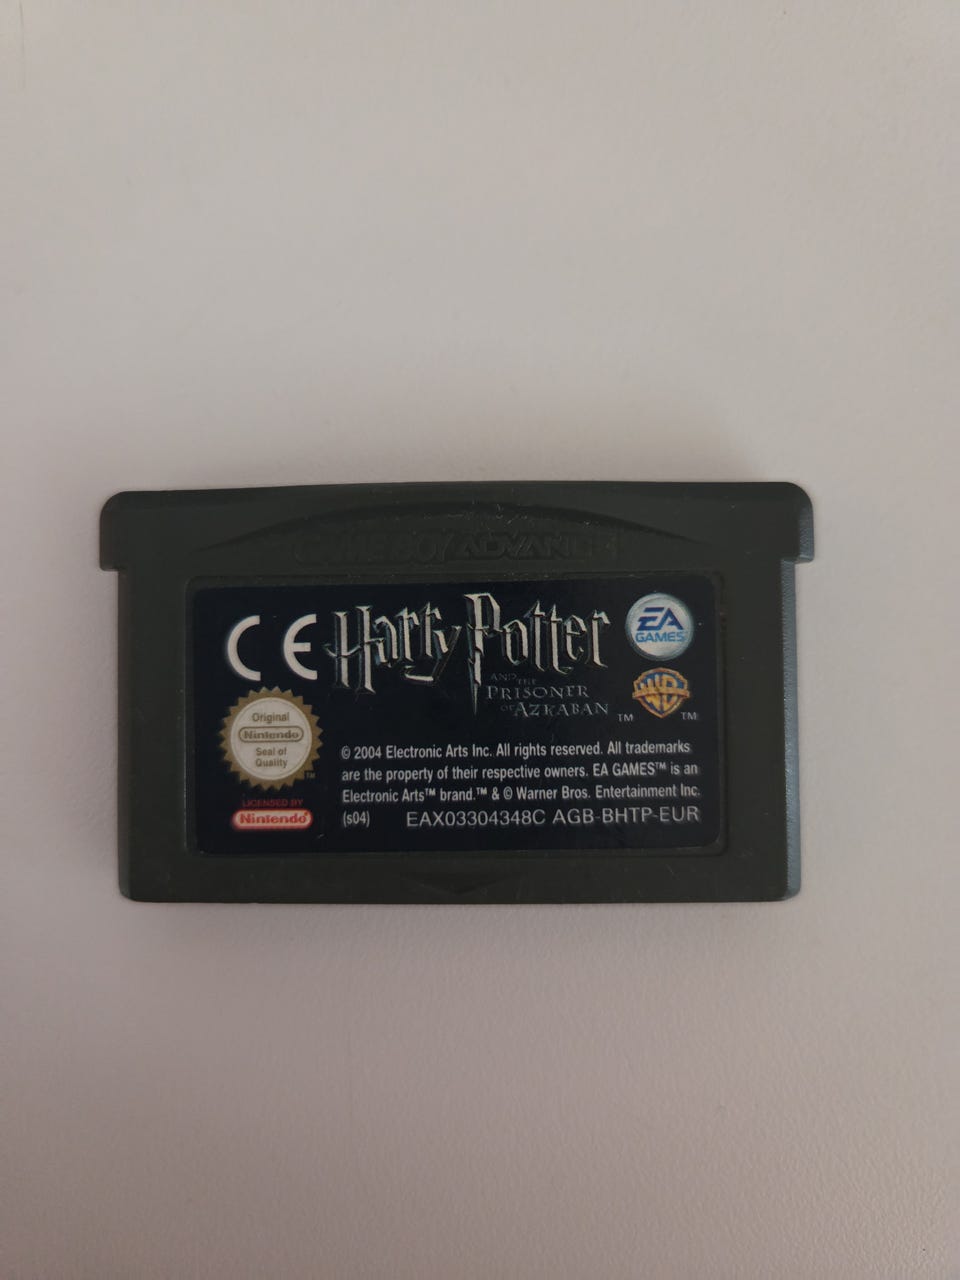 GAME BOY ADVANCE
CE
Harry Potter
AND THE
PRISONER
OF AZKABAN
TM
EA
GAMES
WB
TM
Original
Nintendo
Seal of
Quality
TM
LICENSED BY
Nintendo
© 2004 Electronic Arts Inc. All rights reserved. All trademarks
are the property of their respective owners. EA GAMES™ is an
Electronic Arts™ brand.™ & © Warner Bros. Entertainment Inc.
(s04) EAX03304348C AGB-BHTP-EUR